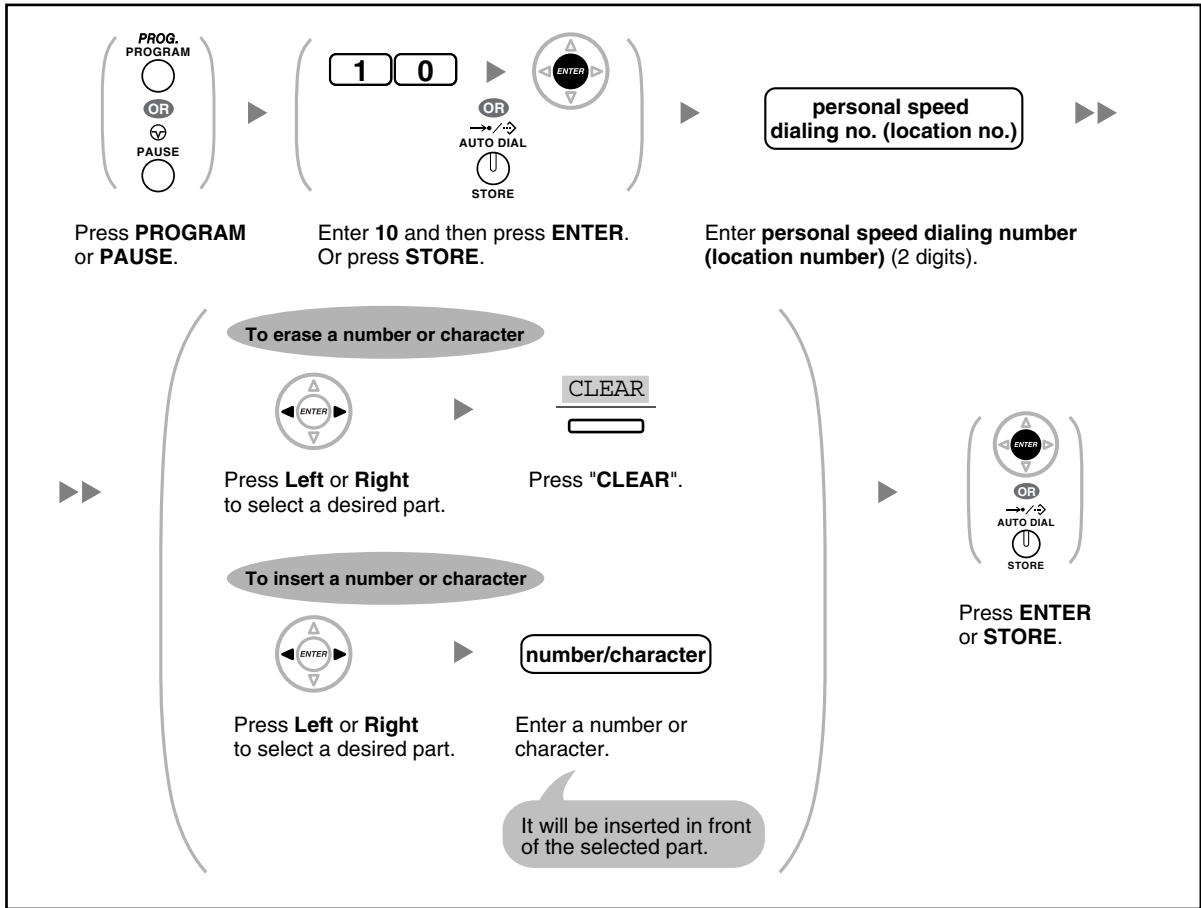 PROG.
PROGRAM
OR
PAUSE
1 0
ENTER
OR
AUTO DIAL
STORE
personal speed
dialing no. (location no.)
Press PROGRAM
or PAUSE.
Enter 10 and then press ENTER.
Or press STORE.
Enter personal speed dialing number
(location number) (2 digits).
To erase a number or character
ENTER
CLEAR
Press Left or Right
to select a desired part.
Press "CLEAR".
To insert a number or character
ENTER
number/character
Press Left or Right
to select a desired part.
Enter a number or
character.
It will be inserted in front
of the selected part.
ENTER
OR
AUTO DIAL
STORE
Press ENTER
or STORE.